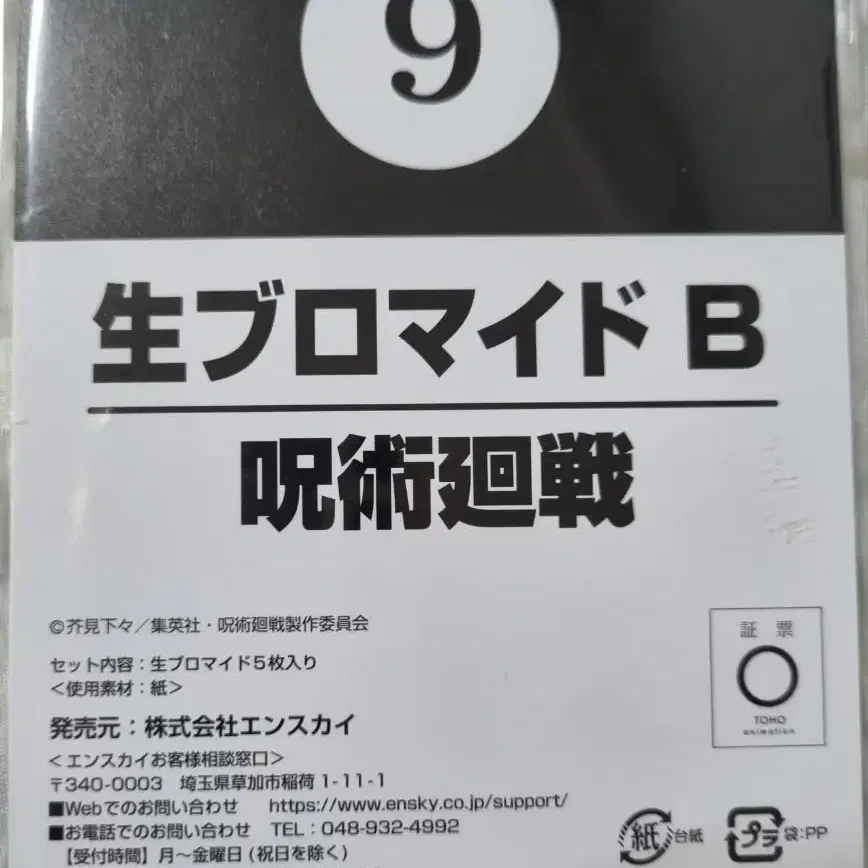 9
生ブロマイド B
呪術廻戦
©芥見下々／集英社・呪術廻戦製作委員会
セット内容：生ブロマイド5枚入り
＜使用素材：紙＞
発売元：株式会社エンスカイ
＜エンスカイお客様相談窓口＞
〒340-0003　埼玉県草加市稲荷 1-11-1
■Webでのお問い合わせ　https://www.ensky.co.jp/support/
■お電話でのお問い合わせ　TEL：048-932-4992
【受付時間】月～金曜日 (祝日を除く)
証 票
TOHO
animation
紙 台紙
プラ 袋:PP